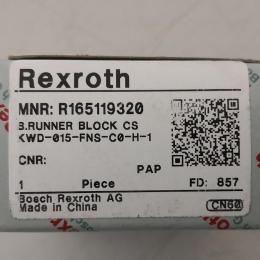 Rexroth
MNR: R165119320
B.RUNNER BLOCK CS
KWD-015-FNS-C0-H-1
CNR:
PAP
1 Piece FD: 857
Bosch Rexroth AG
Made in China CN60